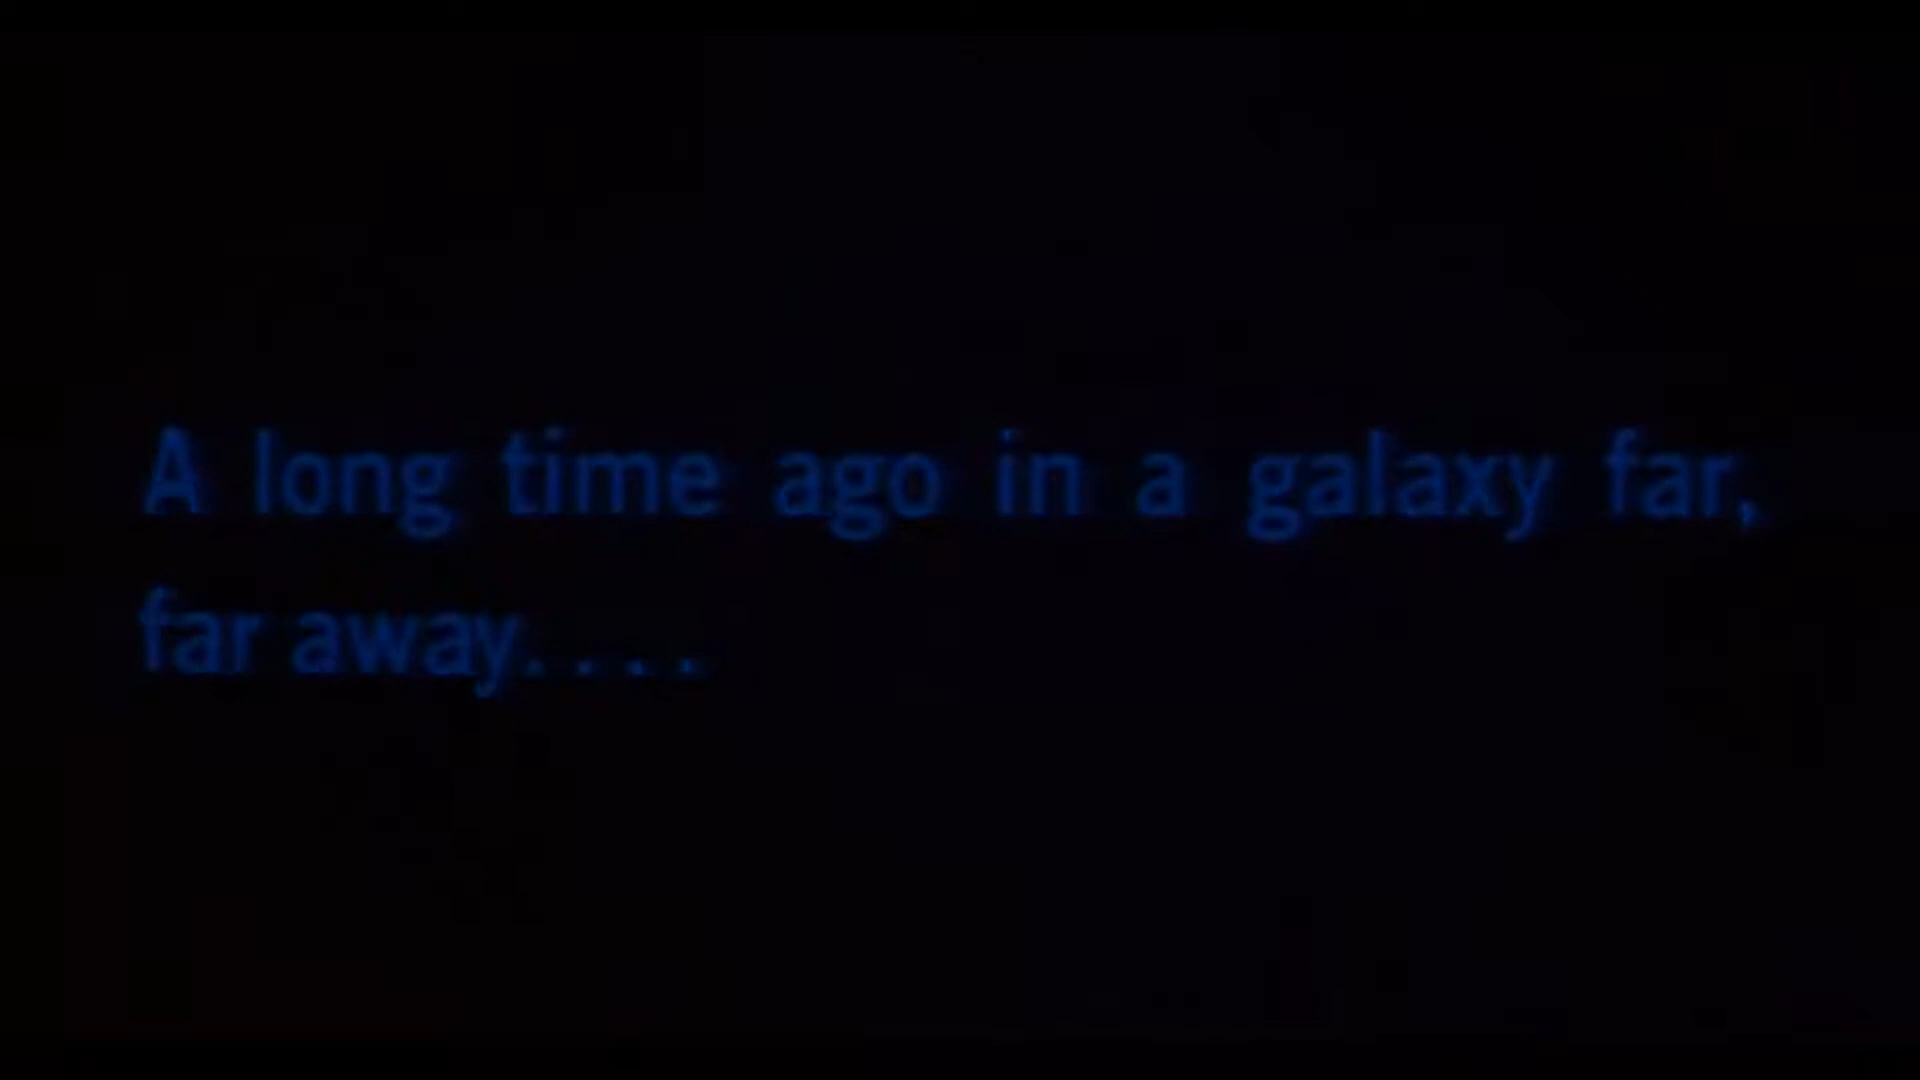 A long time ago in a galaxy far,
far away. . . .